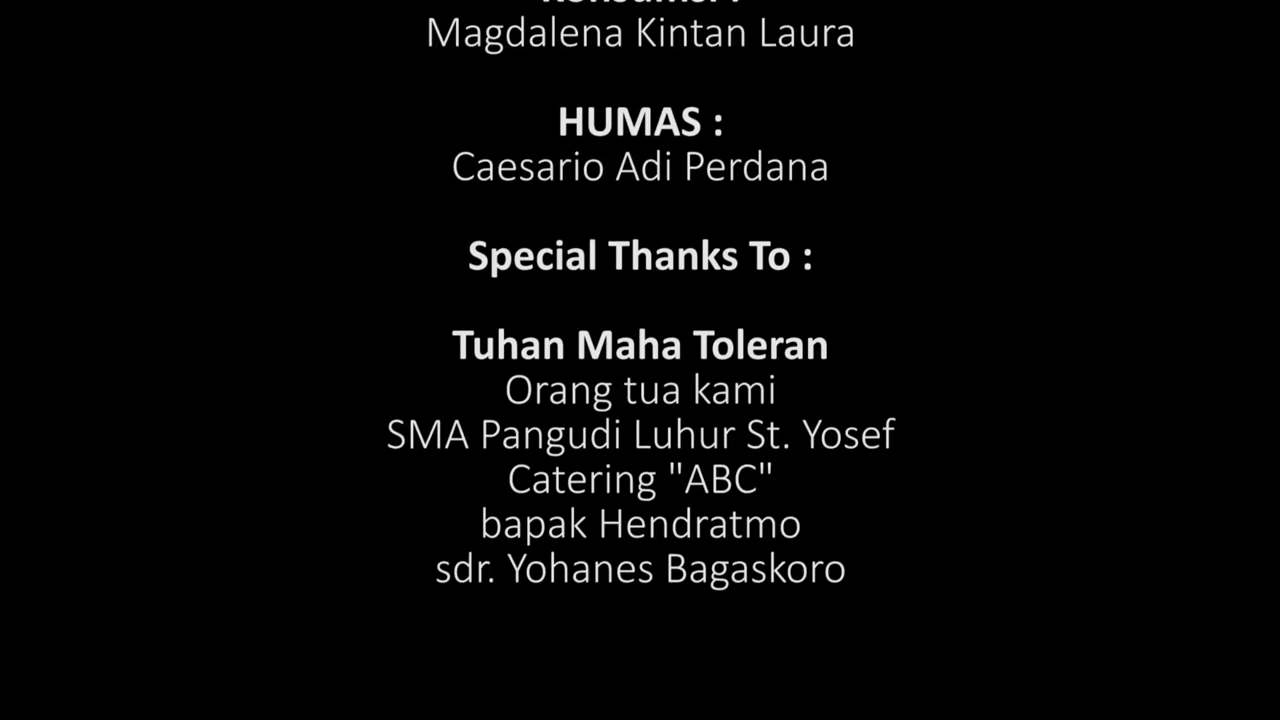 Magdalena Kintan Laura
HUMAS :
Caesario Adi Perdana
Special Thanks To :
Tuhan Maha Toleran
Orang tua kami
SMA Pangudi Luhur St. Yosef
Catering "ABC"
bapak Hendratmo
sdr. Yohanes Bagaskoro